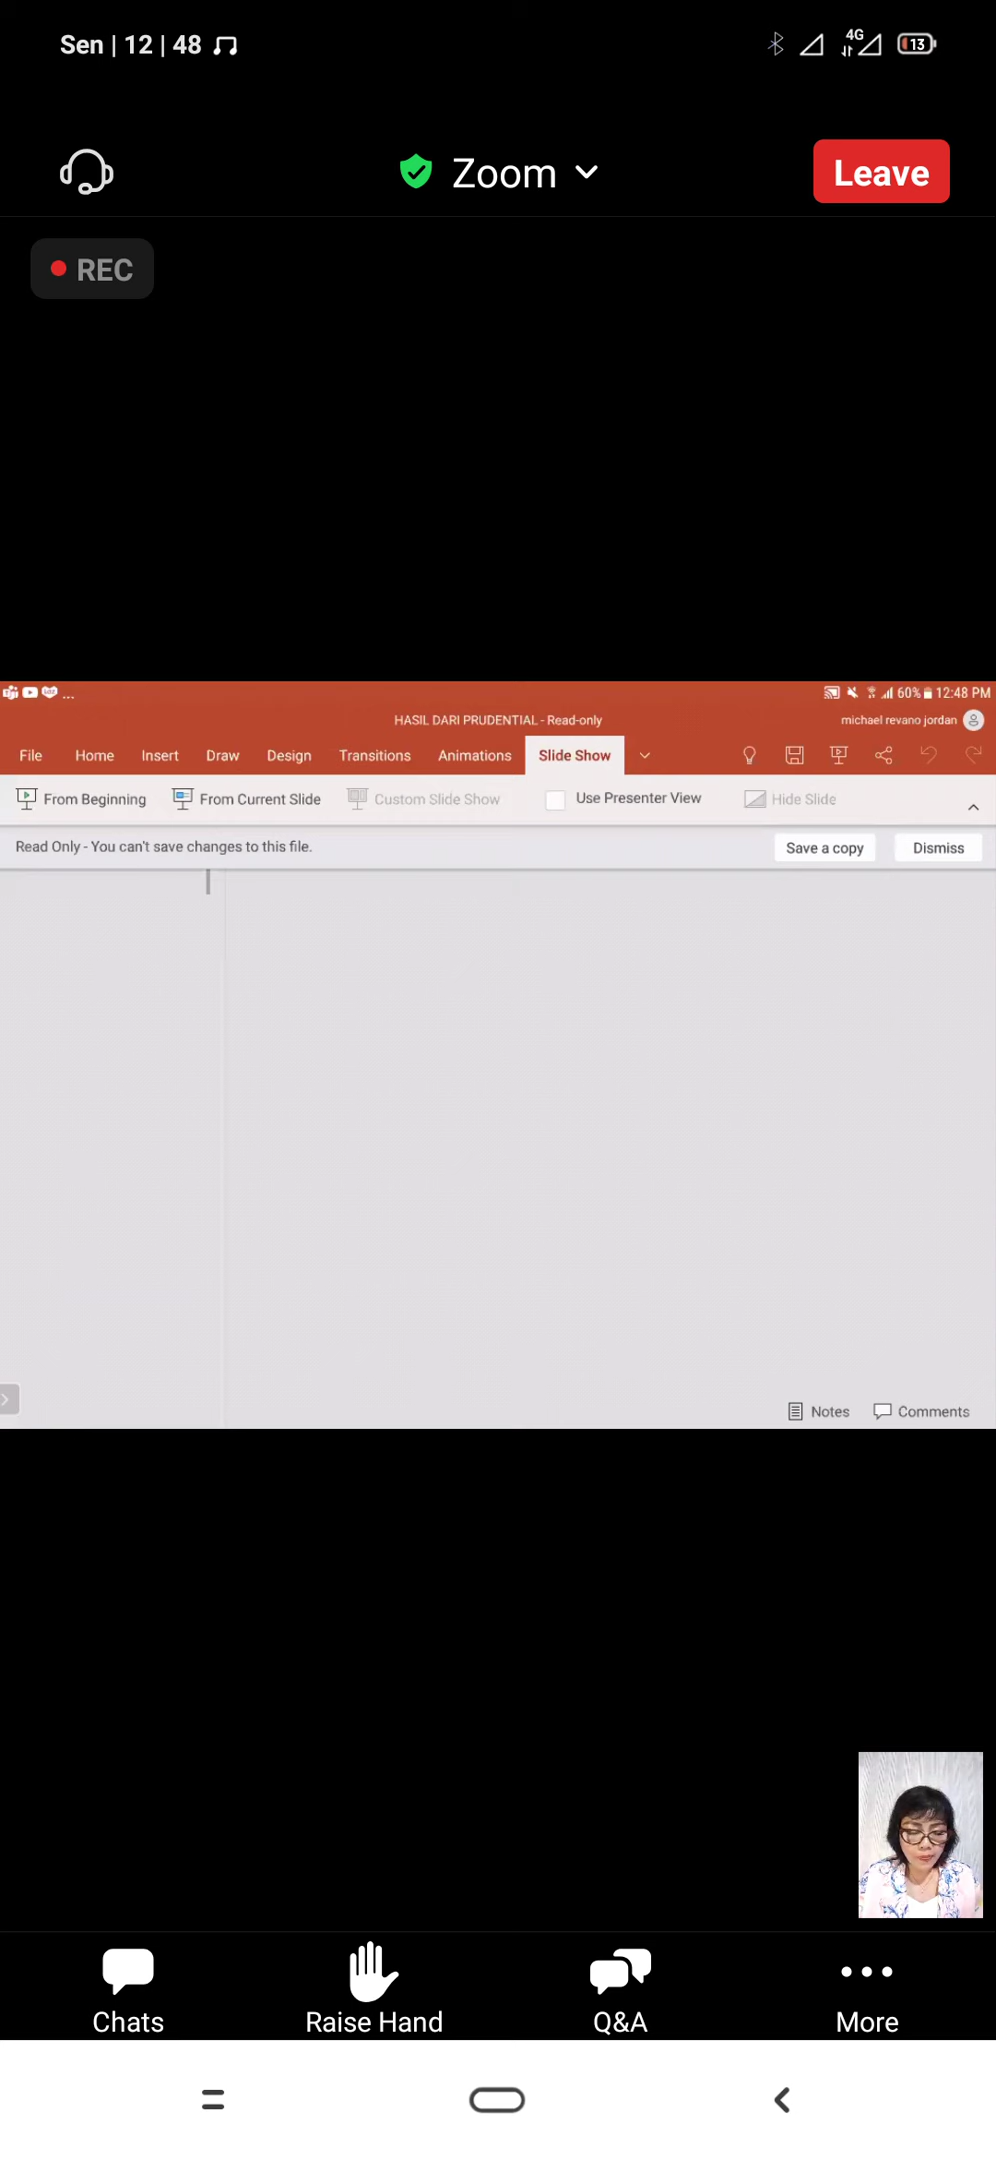 Sen | 12 | 48
4G
13
Zoom
Leave
REC
60% 12:48 PM
HASIL DARI PRUDENTIAL - Read-only
michael revano jordan
File Home Insert Draw Design Transitions Animations Slide Show
From Beginning From Current Slide Custom Slide Show Use Presenter View Hide Slide
Read Only - You can't save changes to this file.
Save a copy Dismiss
Notes Comments
Chats Raise Hand Q&A More